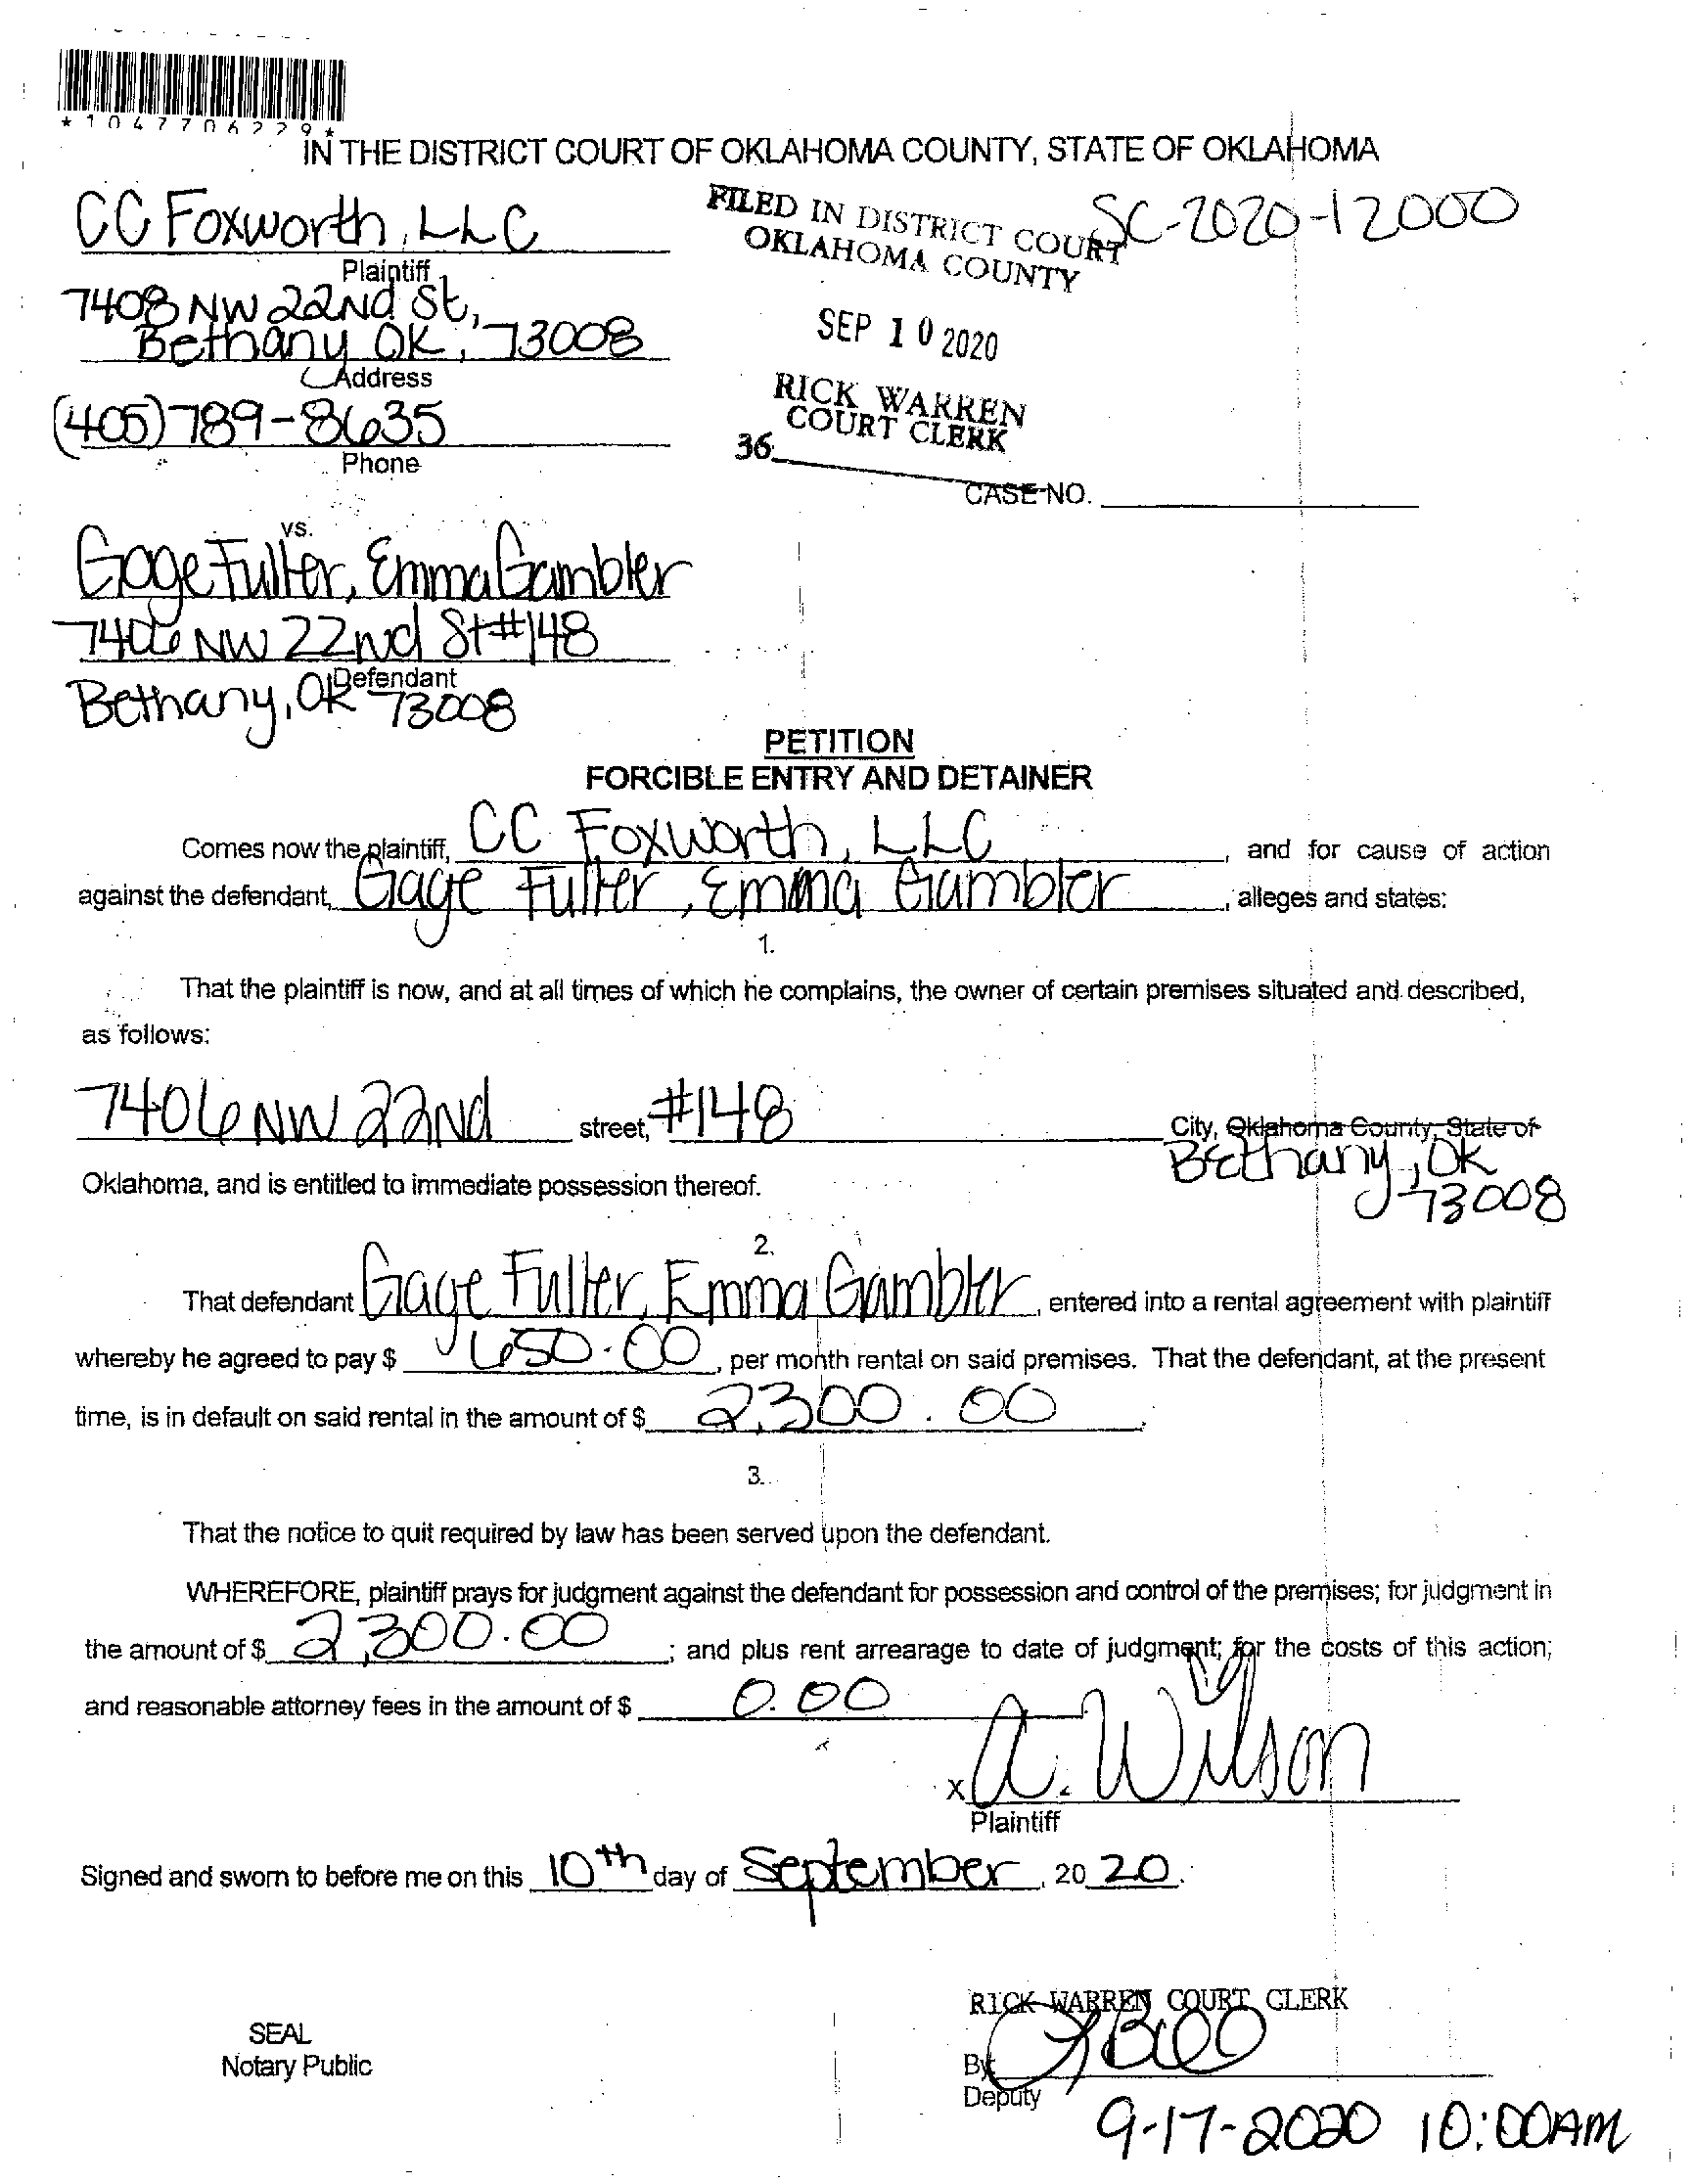 *1047706229*
IN THE DISTRICT COURT OF OKLAHOMA COUNTY, STATE OF OKLAHOMA
CC Foxworth, LLC
Plaintiff
7408 NW 22nd St,
Bethany OK, 73008
Address
(405) 789-8635
Phone
FILED IN DISTRICT COURT
OKLAHOMA COUNTY
SEP 10 2020
RICK WARREN
COURT CLERK
36
SC-2020-12000
CASE NO.
vs.
Gage Fuller, Emma Gambler
7406 NW 22nd St #148
Defendant
Bethany, OK 73008
PETITION
FORCIBLE ENTRY AND DETAINER
Comes now the plaintiff, CC Foxworth, LLC, and for cause of action
against the defendant, Gage Fuller, Emma Gambler, alleges and states:
1.
That the plaintiff is now, and at all times of which he complains, the owner of certain premises situated and described,
as follows:
7406 NW 22nd street, #148 City, Oklahoma County, State of
Bethany, OK
73008
Oklahoma, and is entitled to immediate possession thereof.
2.
That defendant Gage Fuller, Emma Gambler, entered into a rental agreement with plaintiff
whereby he agreed to pay $ 650.00, per month rental on said premises. That the defendant, at the present
time, is in default on said rental in the amount of $ 2,300.00.
3.
That the notice to quit required by law has been served upon the defendant.
WHEREFORE, plaintiff prays for judgment against the defendant for possession and control of the premises; for judgment in
the amount of $ 2,300.00; and plus rent arrearage to date of judgment; for the costs of this action;
and reasonable attorney fees in the amount of $ 0.00.
x A. Wilson
Plaintiff
Signed and sworn to before me on this 10th day of September, 2020.
RICK WARREN COURT CLERK
SEAL
Notary Public
By:
Deputy
9-17-2020 10:00AM